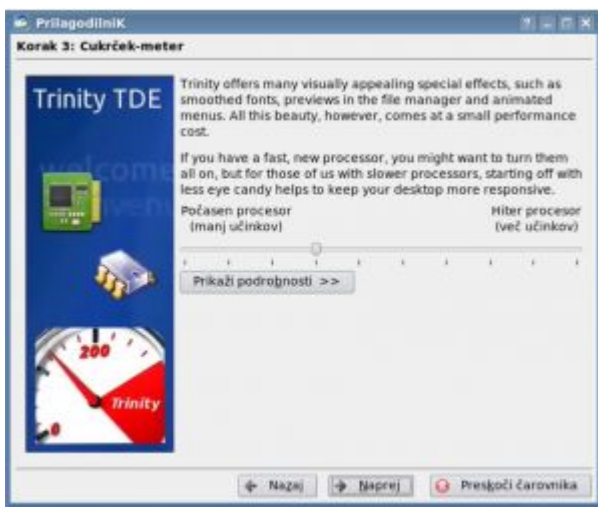 PrilagodilniK
Korak 3: Cukrček-meter
Trinity TDE
welcome
Trinity offers many visually appealing special effects, such as
smoothed fonts, previews in the file manager and animated
menus. All this beauty, however, comes at a small performance
cost.
If you have a fast, new processor, you might want to turn them
all on, but for those of us with slower processors, starting off with
less eye candy helps to keep your desktop more responsive.
Počasen procesor
(manj učinkov)
Hiter procesor
(več učinkov)
Prikaži podrobnosti >>
200
Trinity
0
Nazaj
Naprej
Preskoči čarovnika